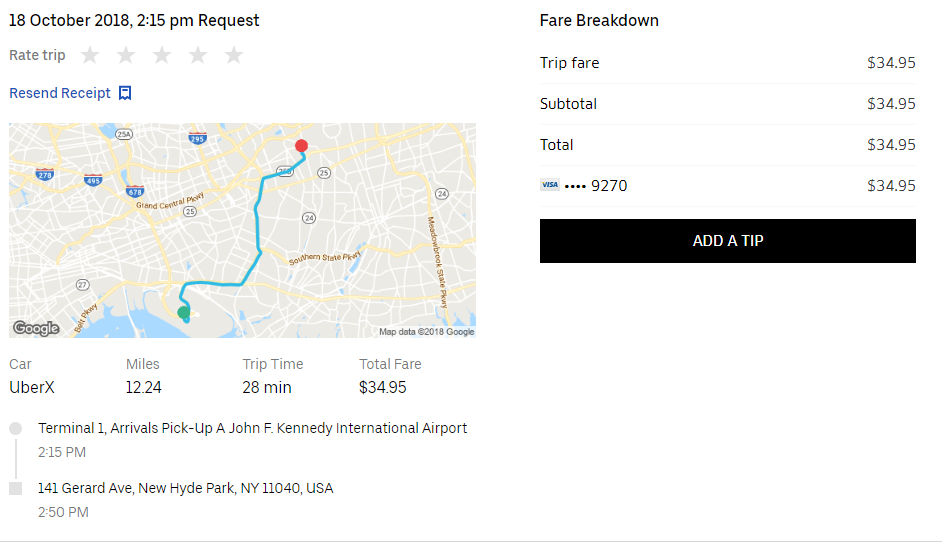 18 October 2018, 2:15 pm Request
Rate trip
Resend Receipt
25A
295
278
495
678
25B
25
Grand Central Pkwy
25
24
24
Southern State Pkwy
Meadowbrook State Pkwy
27
Belt Pkwy
Google
Map data ©2018 Google
Car
Miles
Trip Time
Total Fare
UberX
12.24
28 min
$34.95
Terminal 1, Arrivals Pick-Up A John F. Kennedy International Airport
2:15 PM
141 Gerard Ave, New Hyde Park, NY 11040, USA
2:50 PM
Fare Breakdown
Trip fare $34.95
Subtotal $34.95
Total $34.95
VISA •••• 9270 $34.95
ADD A TIP